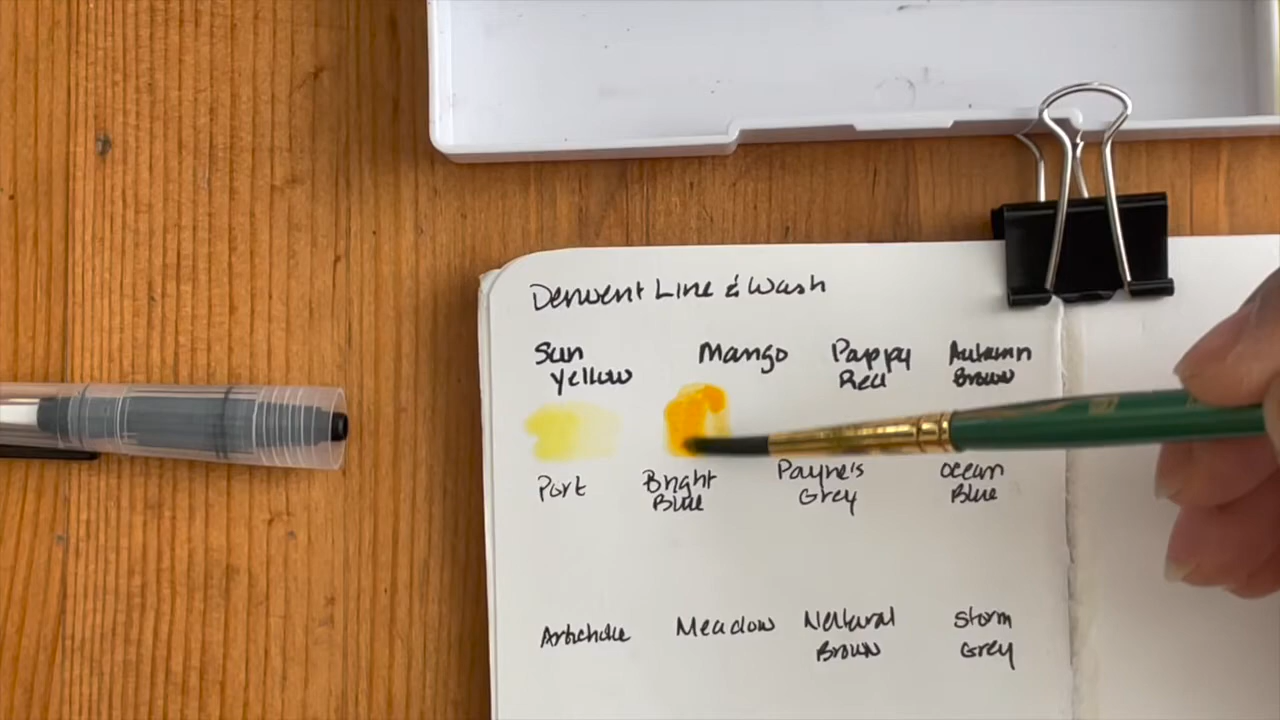 Derwent Line & Wash
Sun Yellow
Mango
Poppy Red
Autumn Brown
Port
Bright Blue
Payne's Grey
Ocean Blue
Artichoke
Meadow
Natural Brown
Storm Grey